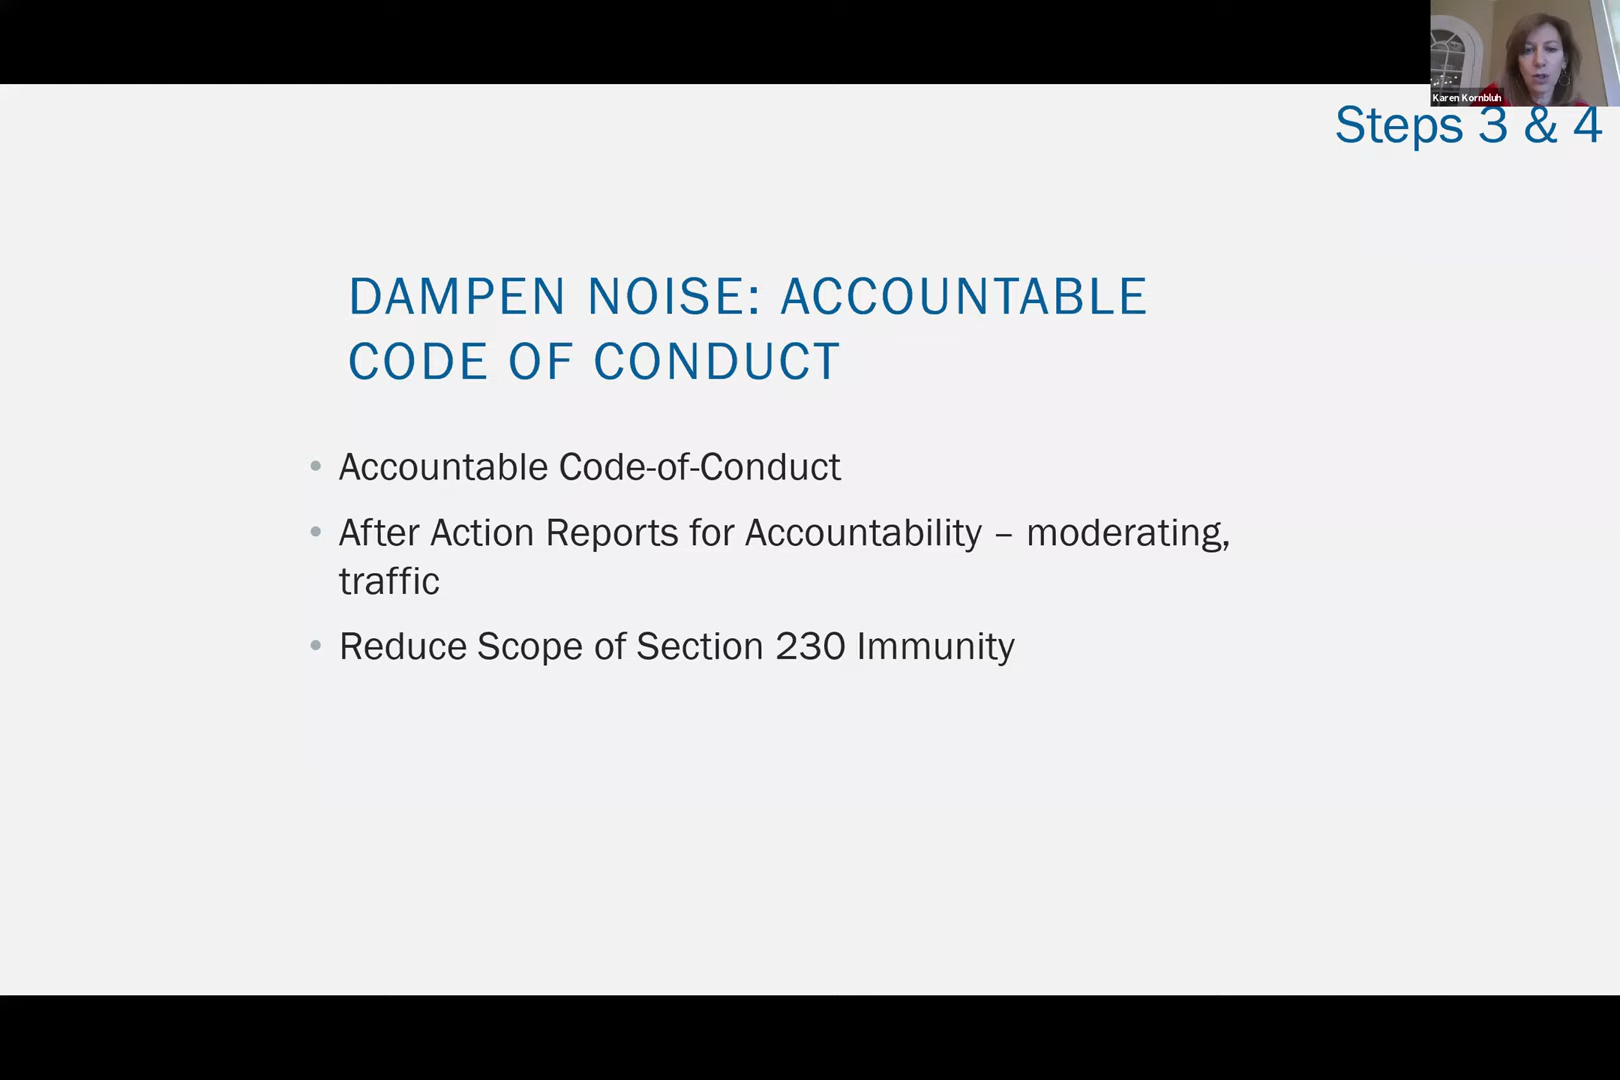 Karen Kornbluh
Steps 3 & 4
DAMPEN NOISE: ACCOUNTABLE
CODE OF CONDUCT
• Accountable Code-of-Conduct
• After Action Reports for Accountability – moderating,
traffic
• Reduce Scope of Section 230 Immunity